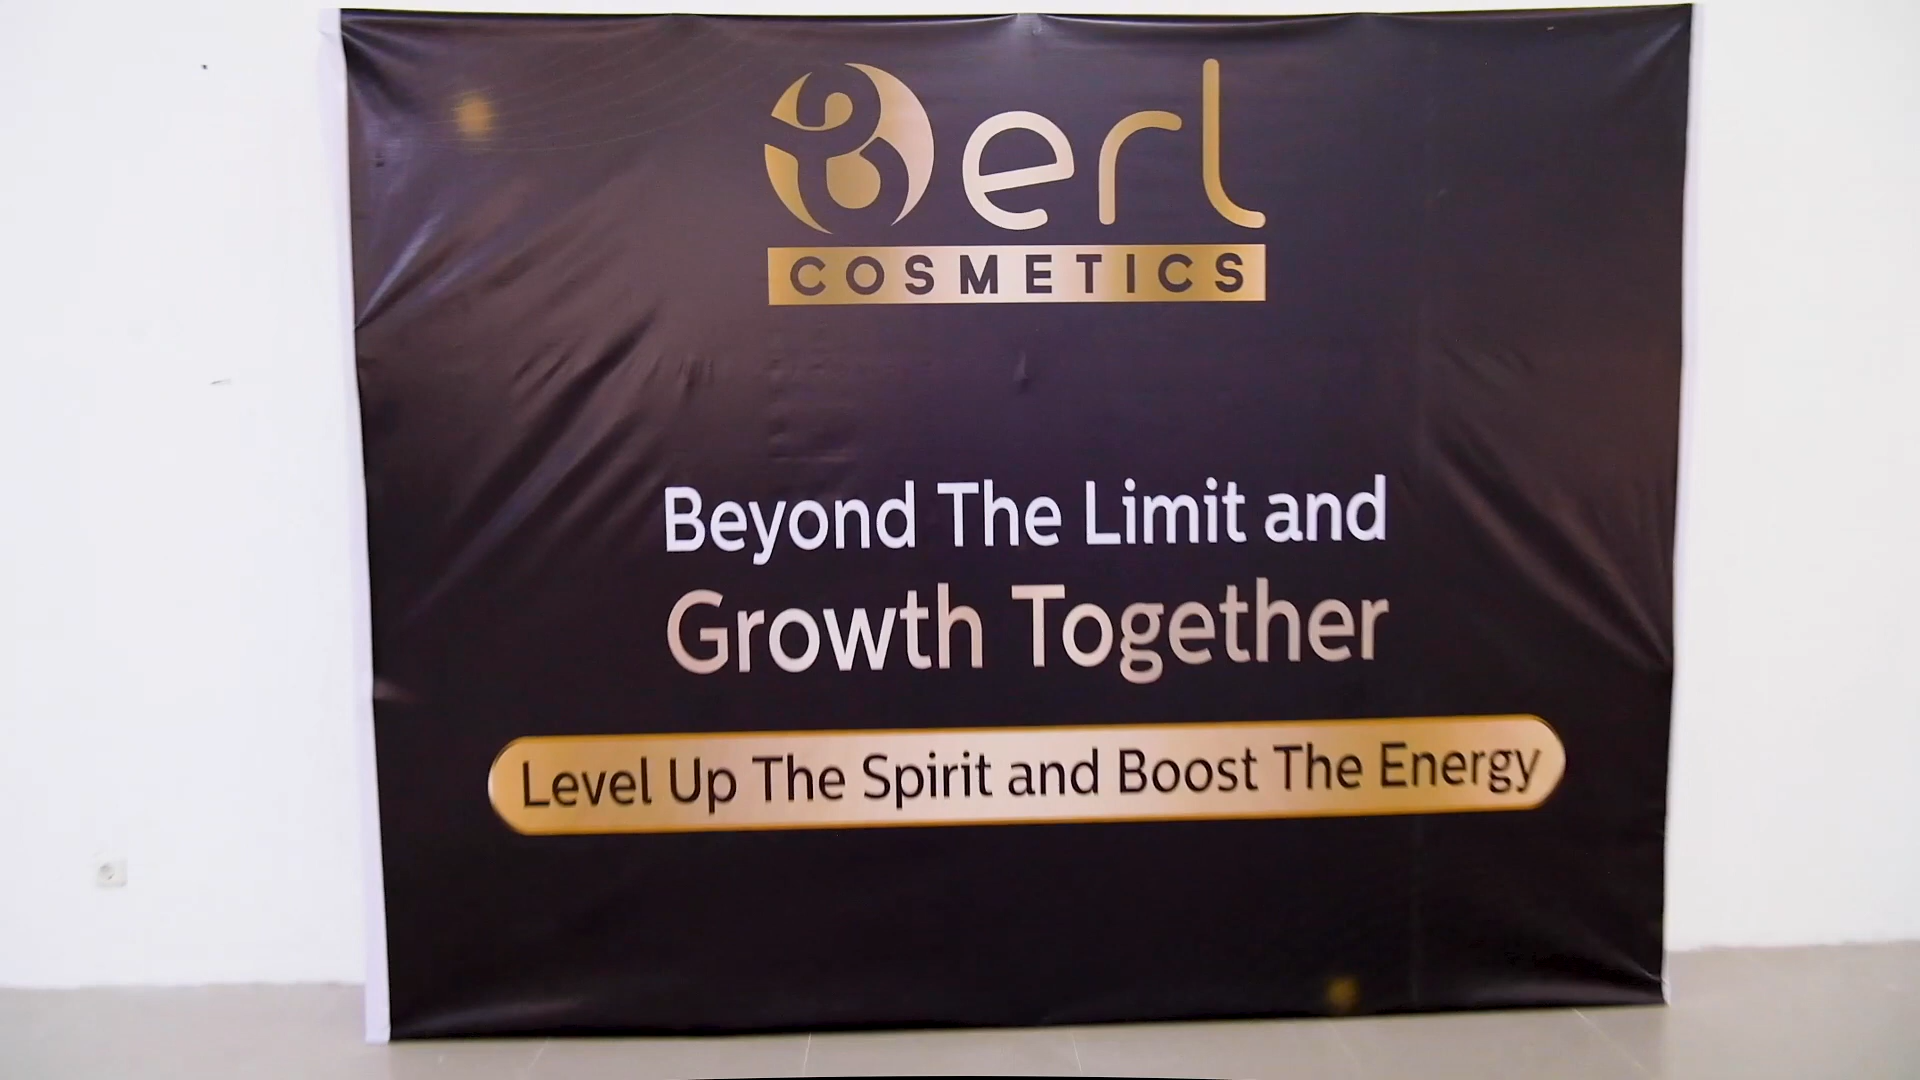 Berl
COSMETICS
Beyond The Limit and
Growth Together
Level Up The Spirit and Boost The Energy